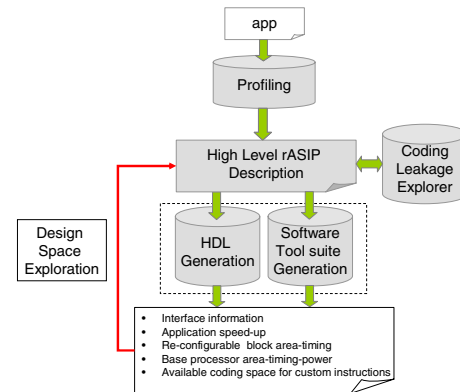 app
Profiling
High Level rASIP
Description
Coding
Leakage
Explorer
Design
Space
Exploration
HDL
Generation
Software
Tool suite
Generation
• Interface information
• Application speed-up
• Re-configurable block area-timing
• Base processor area-timing-power
• Available coding space for custom instructions